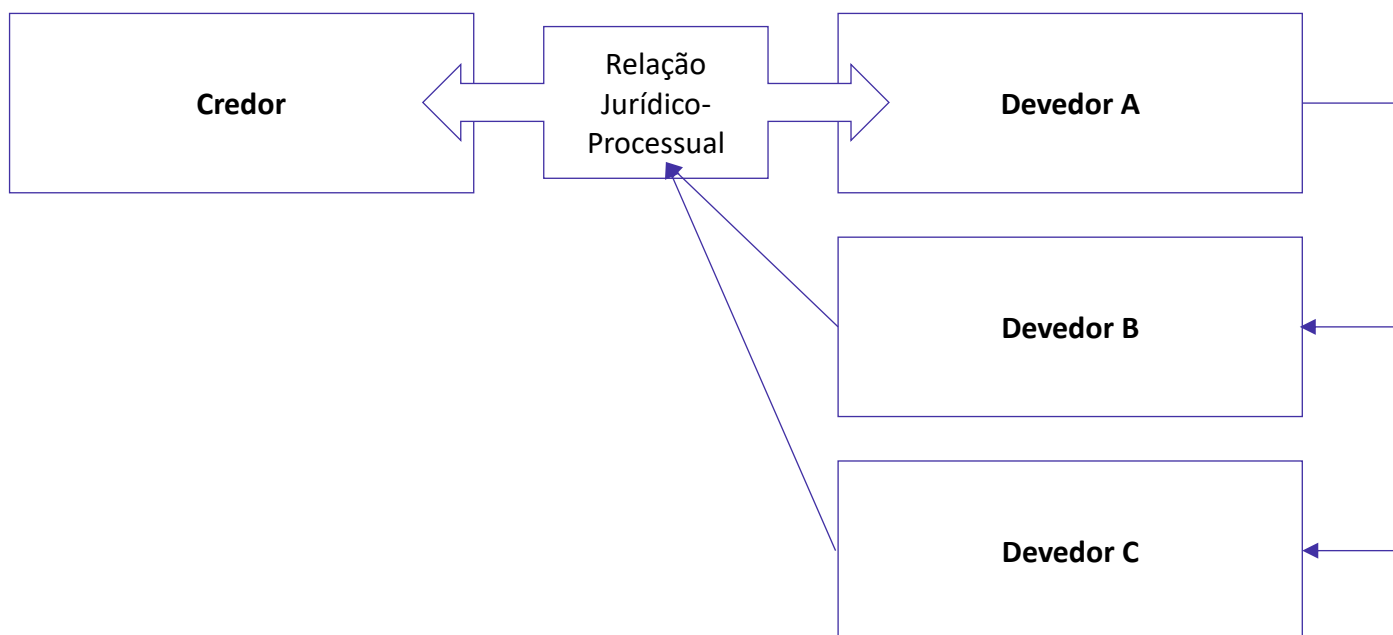 Credor
Relação
Jurídico-
Processual
Devedor A
Devedor B
Devedor C